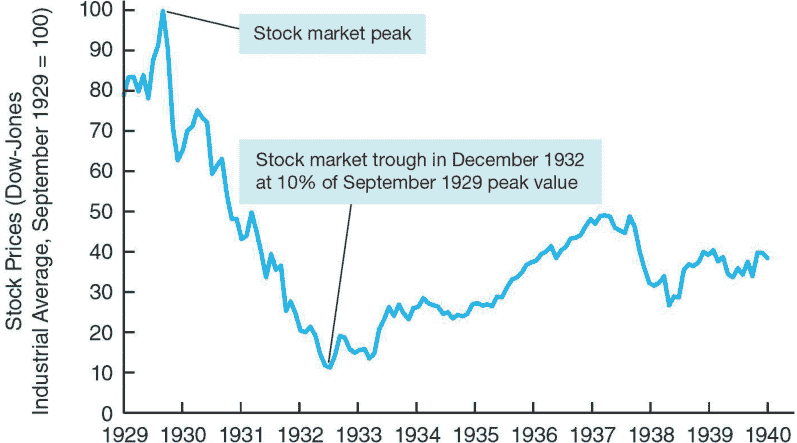 Stock Prices (Dow-Jones
Industrial Average, September 1929 = 100)
100
90
80
70
60
50
40
30
20
10
0
Stock market peak
Stock market trough in December 1932
at 10% of September 1929 peak value
1929 1930 1931 1932 1933 1934 1935 1936 1937 1938 1939 1940